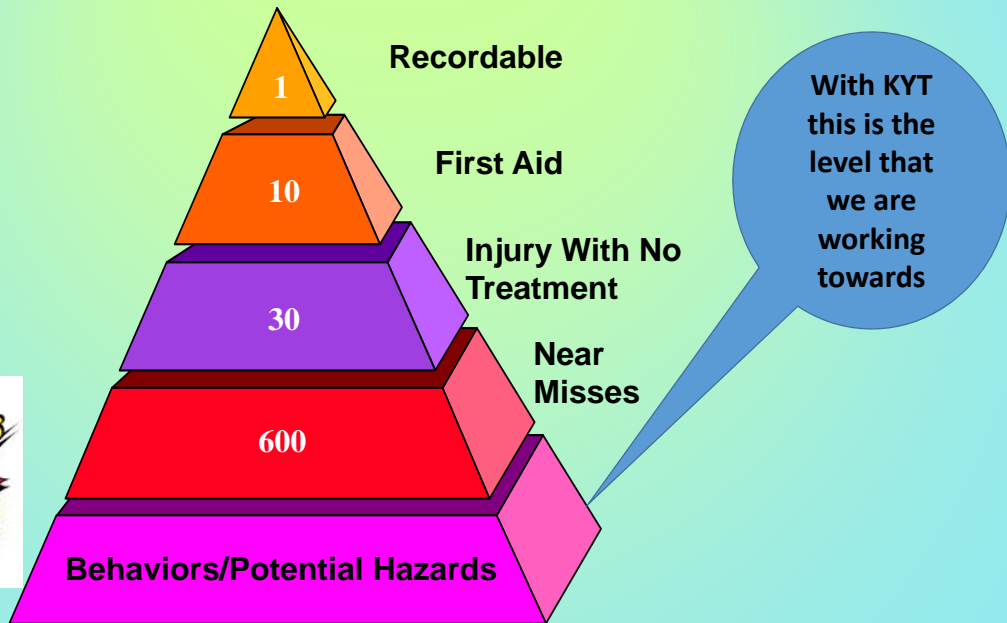 1
Recordable
10
First Aid
30
Injury With No
Treatment
600
Near
Misses
Behaviors/Potential Hazards
With KYT
this is the
level that
we are
working
towards